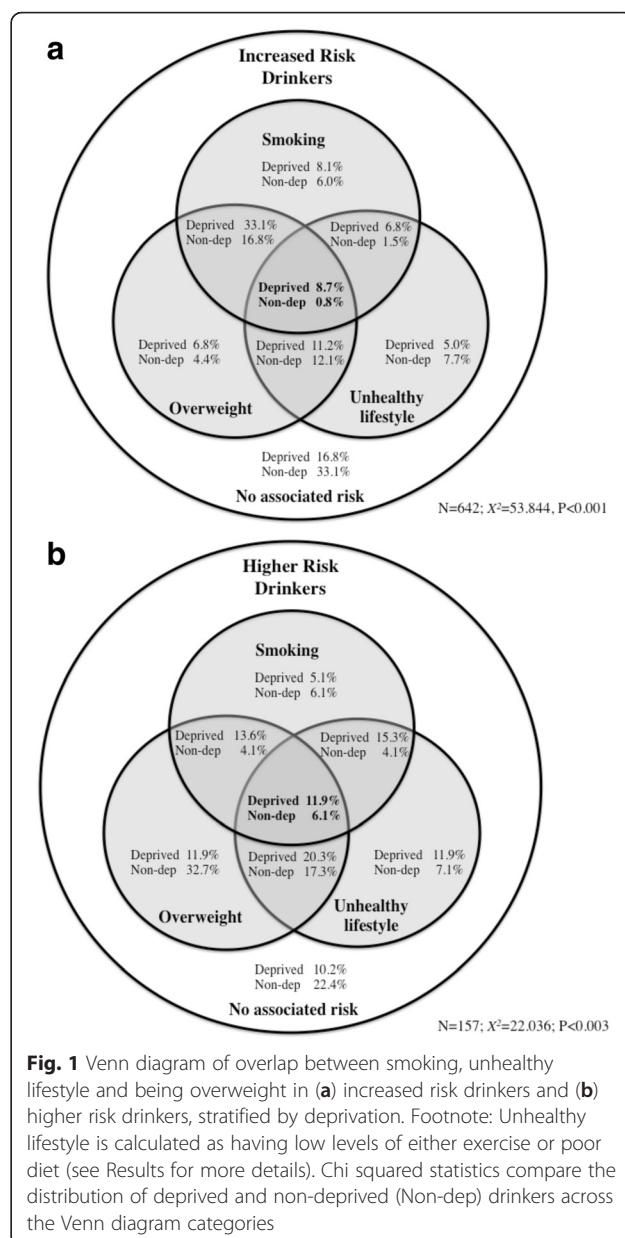 a
Increased Risk
Drinkers
Smoking
Deprived 8.1%
Non-dep 6.0%
Deprived 33.1%
Non-dep 16.8%
Deprived 6.8%
Non-dep 1.5%
Deprived 8.7%
Non-dep 0.8%
Deprived 6.8%
Non-dep 4.4%
Deprived 11.2%
Non-dep 12.1%
Deprived 5.0%
Non-dep 7.7%
Overweight
Unhealthy
lifestyle
Deprived 16.8%
Non-dep 33.1%
No associated risk
N=642; X²=53.844, P<0.001
b
Higher Risk
Drinkers
Smoking
Deprived 5.1%
Non-dep 6.1%
Deprived 13.6%
Non-dep 4.1%
Deprived 15.3%
Non-dep 4.1%
Deprived 11.9%
Non-dep 6.1%
Deprived 11.9%
Non-dep 32.7%
Deprived 20.3%
Non-dep 17.3%
Deprived 11.9%
Non-dep 7.1%
Overweight
Unhealthy
lifestyle
Deprived 10.2%
Non-dep 22.4%
No associated risk
N=157; X²=22.036; P<0.003
Fig. 1 Venn diagram of overlap between smoking, unhealthy
lifestyle and being overweight in (a) increased risk drinkers and (b)
higher risk drinkers, stratified by deprivation. Footnote: Unhealthy
lifestyle is calculated as having low levels of either exercise or poor
diet (see Results for more details). Chi squared statistics compare the
distribution of deprived and non-deprived (Non-dep) drinkers across
the Venn diagram categories